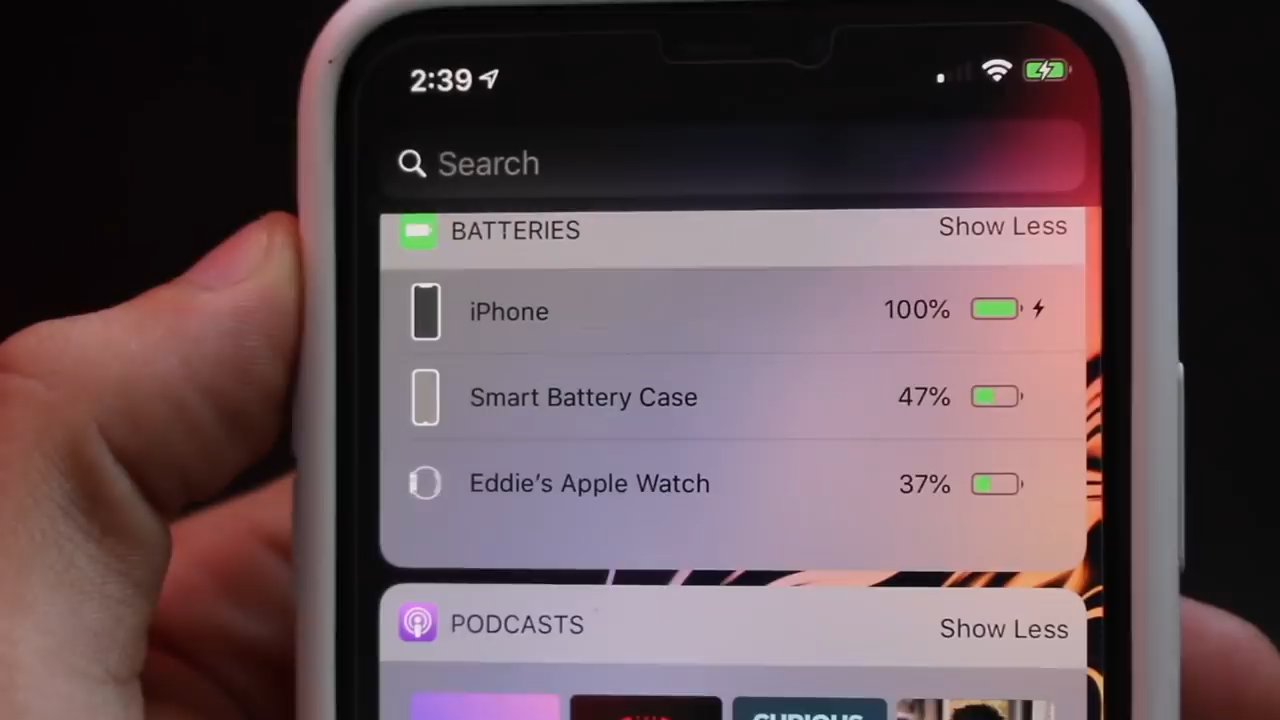 2:39
Search
BATTERIES Show Less
iPhone 100%
Smart Battery Case 47%
Eddie’s Apple Watch 37%
PODCASTS Show Less
CURIOUS